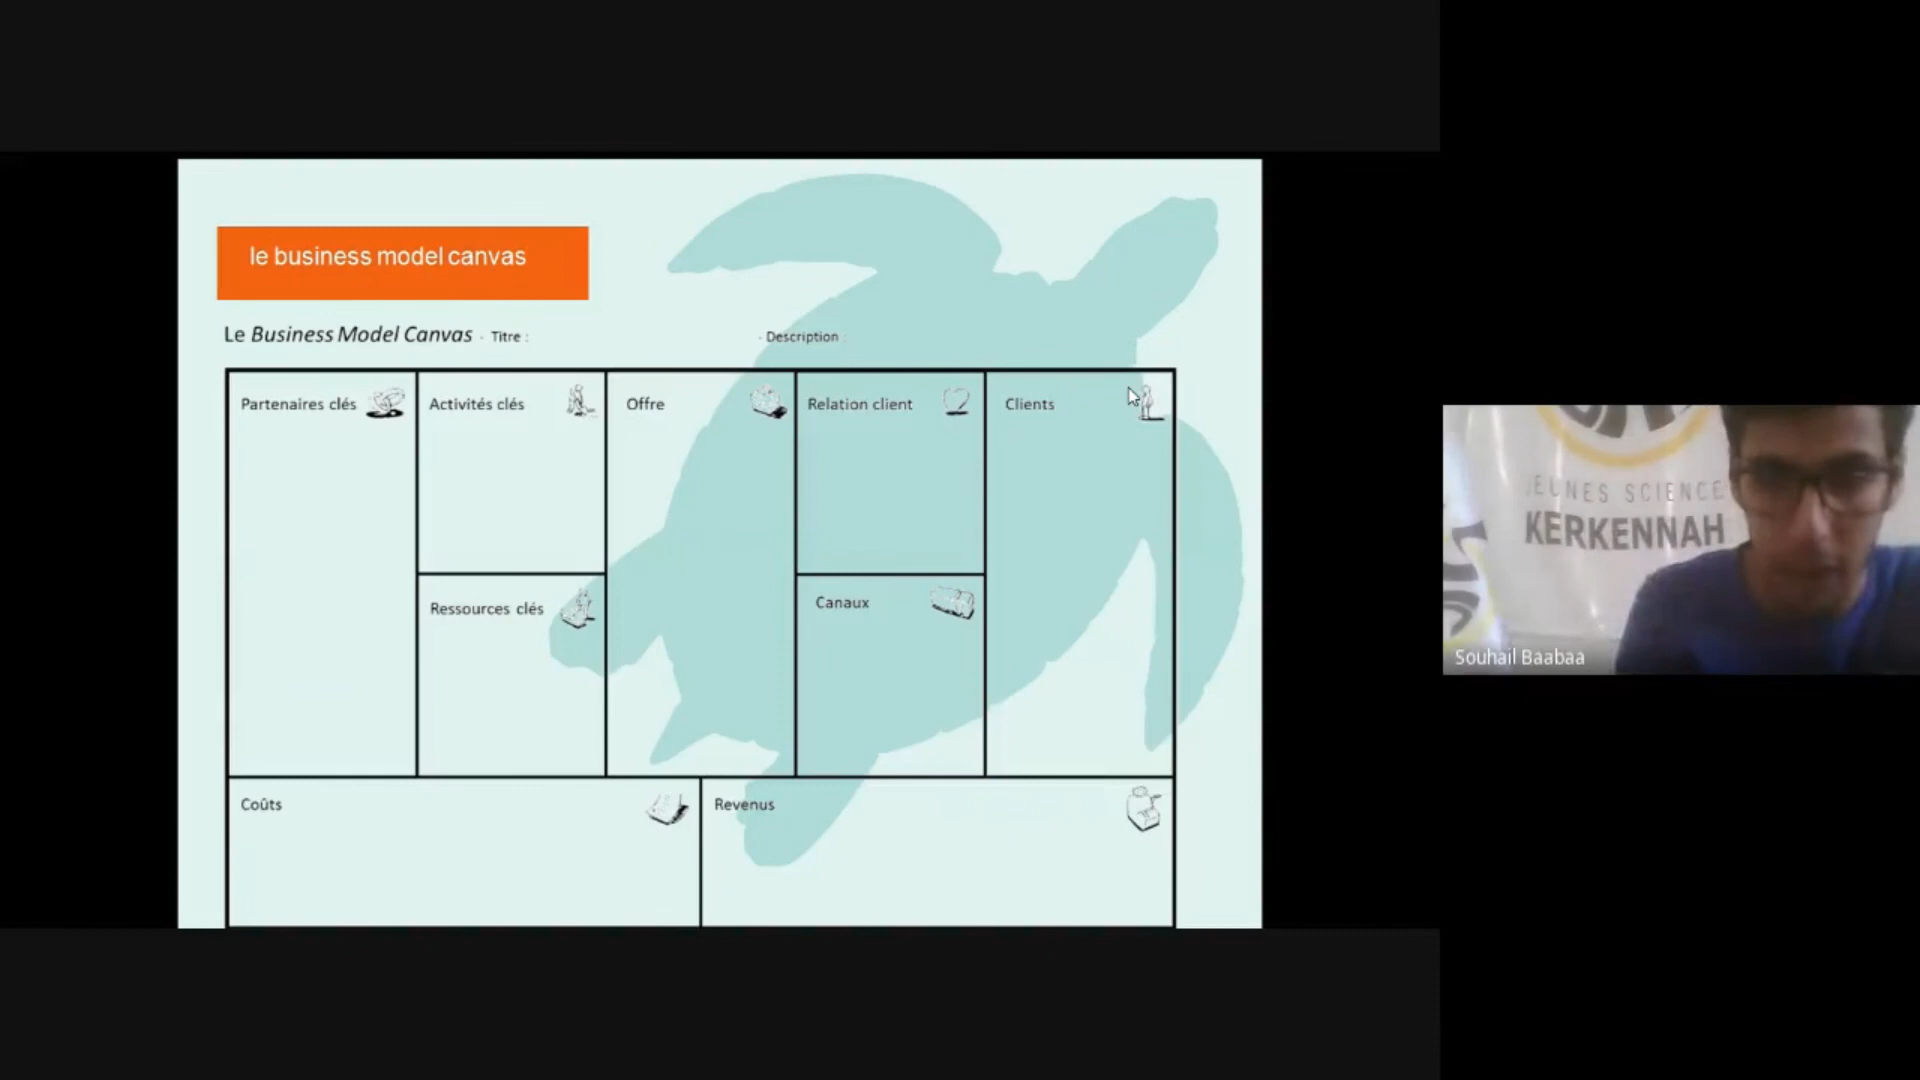 le business model canvas
Le Business Model Canvas - Titre :
- Description :
Partenaires clés
Activités clés
Offre
Relation client
Clients
Ressources clés
Canaux
Coûts
Revenus
JEUNES SCIENCE
KERKENNAH
Souhail Baabaa